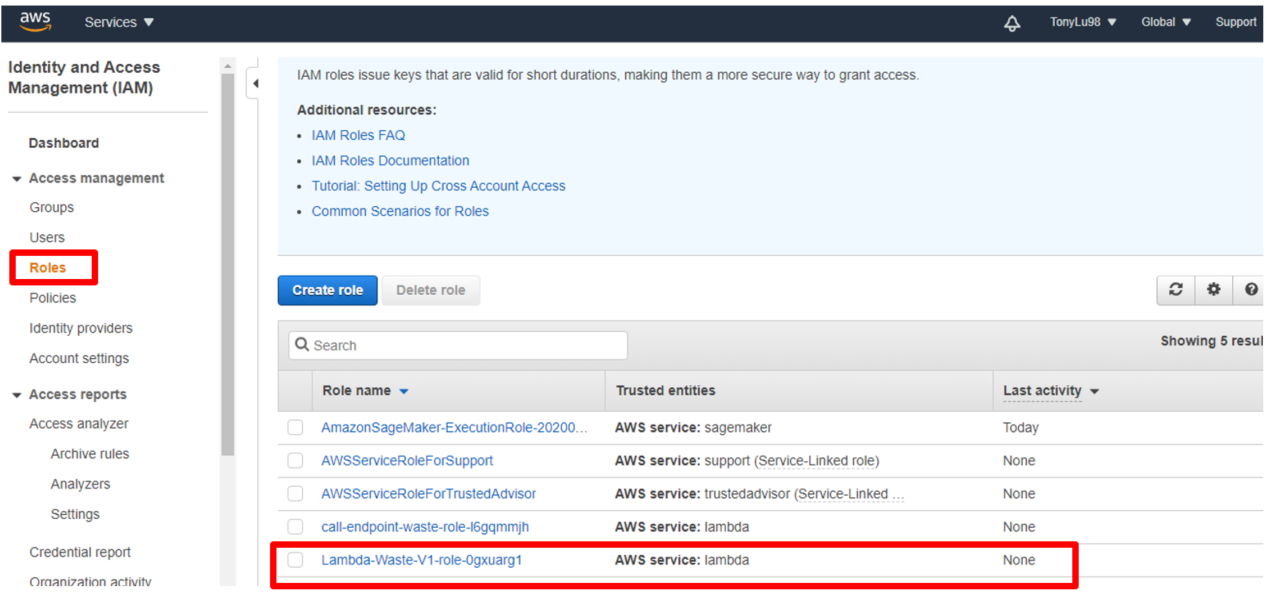 aws Services TonyLu98 Global Support
Identity and Access
Management (IAM)
Dashboard
Access management
Groups
Users
Roles
Policies
Identity providers
Account settings
Access reports
Access analyzer
Archive rules
Analyzers
Settings
Credential report
Organization activity
IAM roles issue keys that are valid for short durations, making them a more secure way to grant access.
Additional resources:
• IAM Roles FAQ
• IAM Roles Documentation
• Tutorial: Setting Up Cross Account Access
• Common Scenarios for Roles
Create role Delete role
Search Showing 5 resul
Role name Trusted entities Last activity
AmazonSageMaker-ExecutionRole-20200... AWS service: sagemaker Today
AWSServiceRoleForSupport AWS service: support (Service-Linked role) None
AWSServiceRoleForTrustedAdvisor AWS service: trustedadvisor (Service-Linked ... None
call-endpoint-waste-role-l6gqmmjh AWS service: lambda None
Lambda-Waste-V1-role-0gxuarg1 AWS service: lambda None